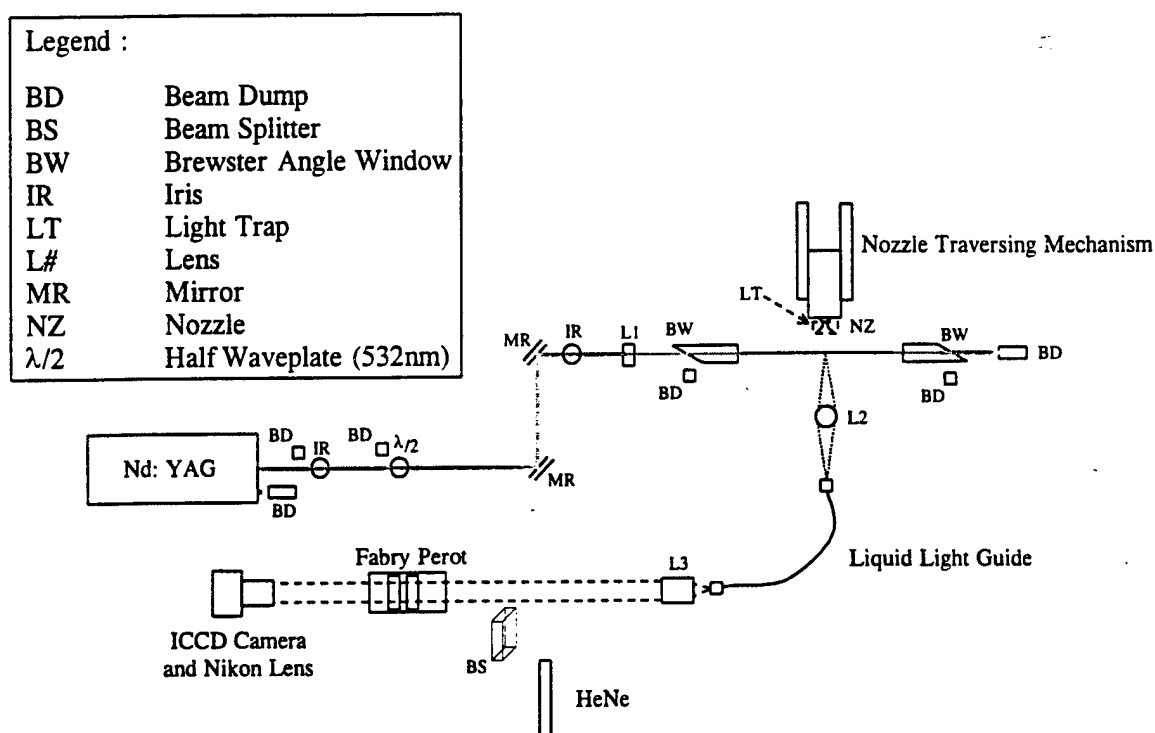 Legend :
BD Beam Dump
BS Beam Splitter
BW Brewster Angle Window
IR Iris
LT Light Trap
L# Lens
MR Mirror
NZ Nozzle
λ/2 Half Waveplate (532nm)
Nozzle Traversing Mechanism
LT
NZ
MR
IR
L1
BW
BW
BD
BD
BD
L2
BD
IR
BD
λ/2
Nd: YAG
MR
BD
Liquid Light Guide
Fabry Perot
L3
ICCD Camera
and Nikon Lens
BS
HeNe